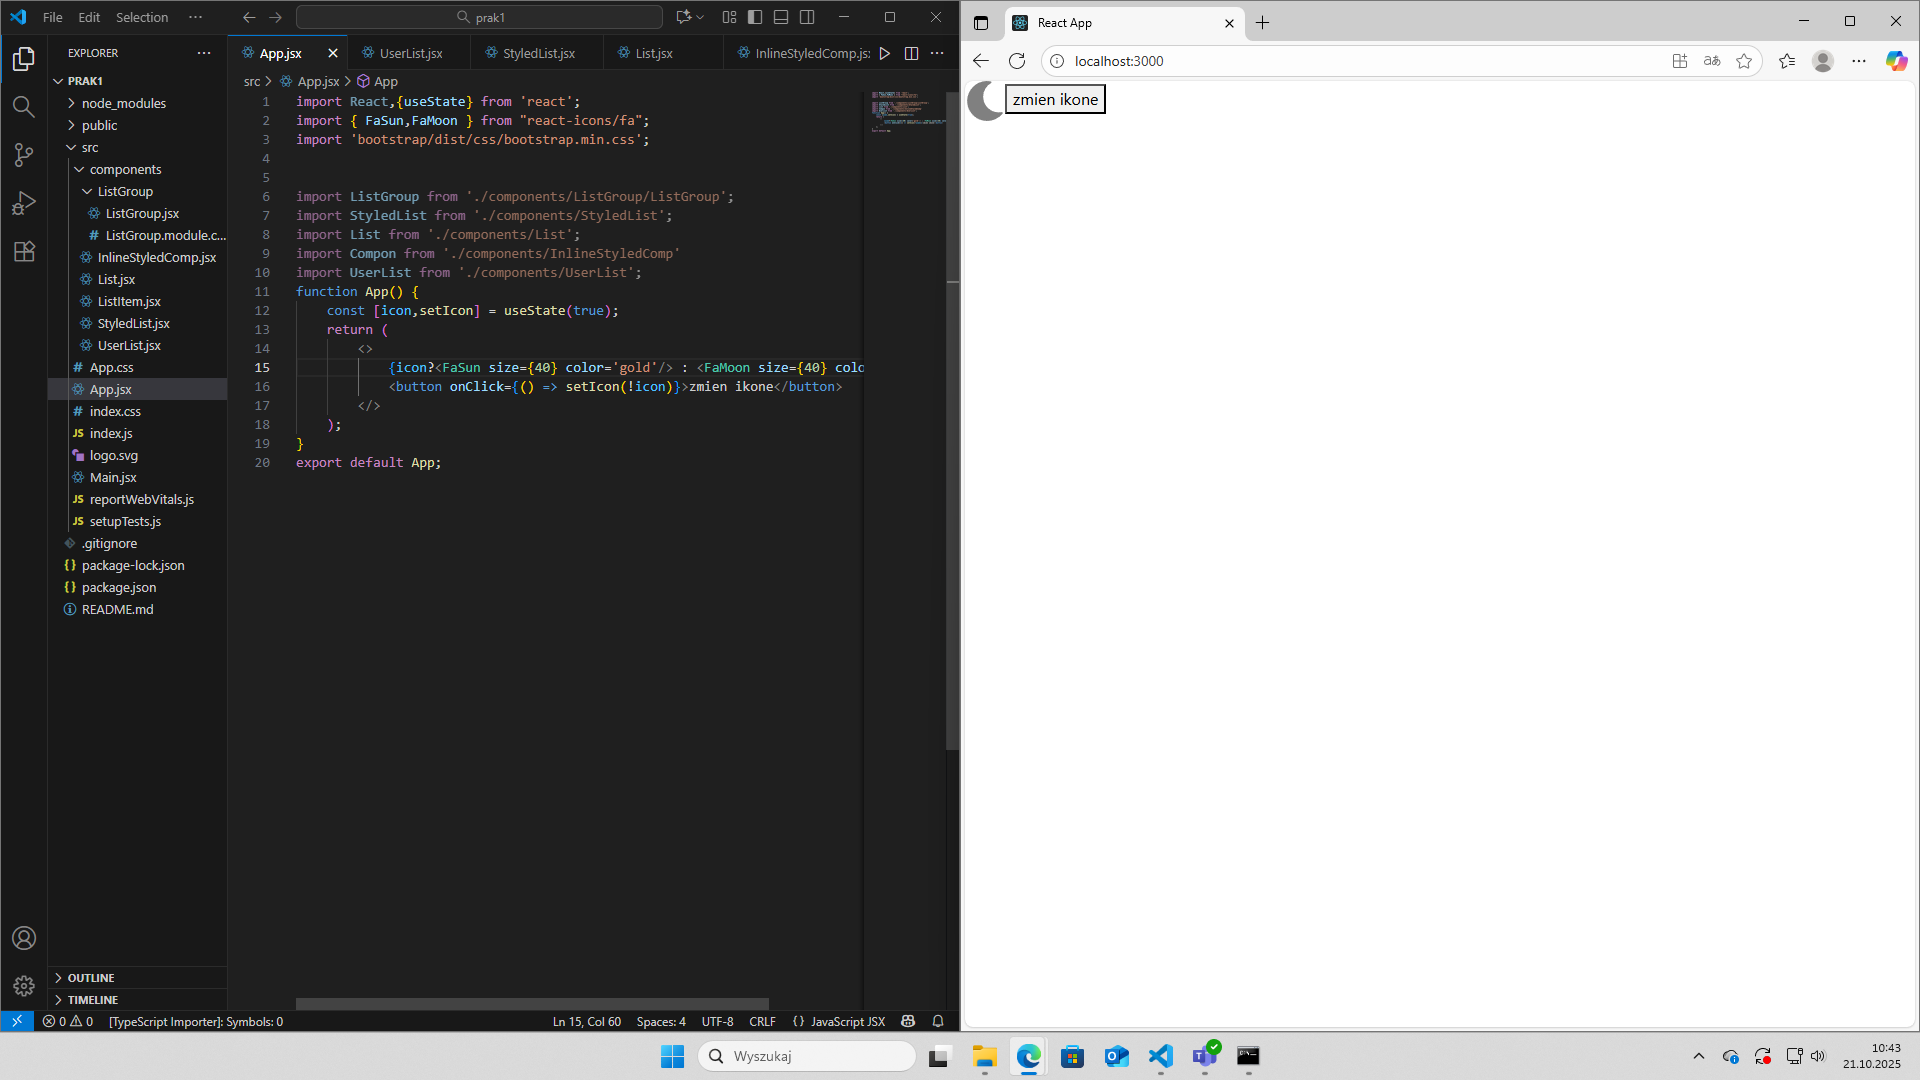 File Edit Selection
prak1
EXPLORER
PRAK1
node_modules
public
src
components
ListGroup
ListGroup.jsx
ListGroup.module.c...
InlineStyledComp.jsx
List.jsx
ListItem.jsx
StyledList.jsx
UserList.jsx
App.css
App.jsx
index.css
index.js
logo.svg
Main.jsx
reportWebVitals.js
setupTests.js
.gitignore
package-lock.json
package.json
README.md
OUTLINE
TIMELINE
App.jsx UserList.jsx StyledList.jsx List.jsx InlineStyledComp.js
src > App.jsx > App
1 import React,{useState} from 'react';
2 import { FaSun,FaMoon } from "react-icons/fa";
3 import 'bootstrap/dist/css/bootstrap.min.css';
4
5
6 import ListGroup from './components/ListGroup/ListGroup';
7 import StyledList from './components/StyledList';
8 import List from './components/List';
9 import Compon from './components/InlineStyledComp'
10 import UserList from './components/UserList';
11 function App() {
12 const [icon,setIcon] = useState(true);
13 return (
14 <>
15 {icon?<FaSun size={40} color='gold'/> : <FaMoon size={40} colo
16 <button onClick={() => setIcon(!icon)}>zmien ikone</button>
17 </>
18 );
19 }
20 export default App;
0 0 [TypeScript Importer]: Symbols: 0 Ln 15, Col 60 Spaces: 4 UTF-8 CRLF {} JavaScript JSX
React App
localhost:3000
zmien ikone
Wyszukaj
10:43
21.10.2025